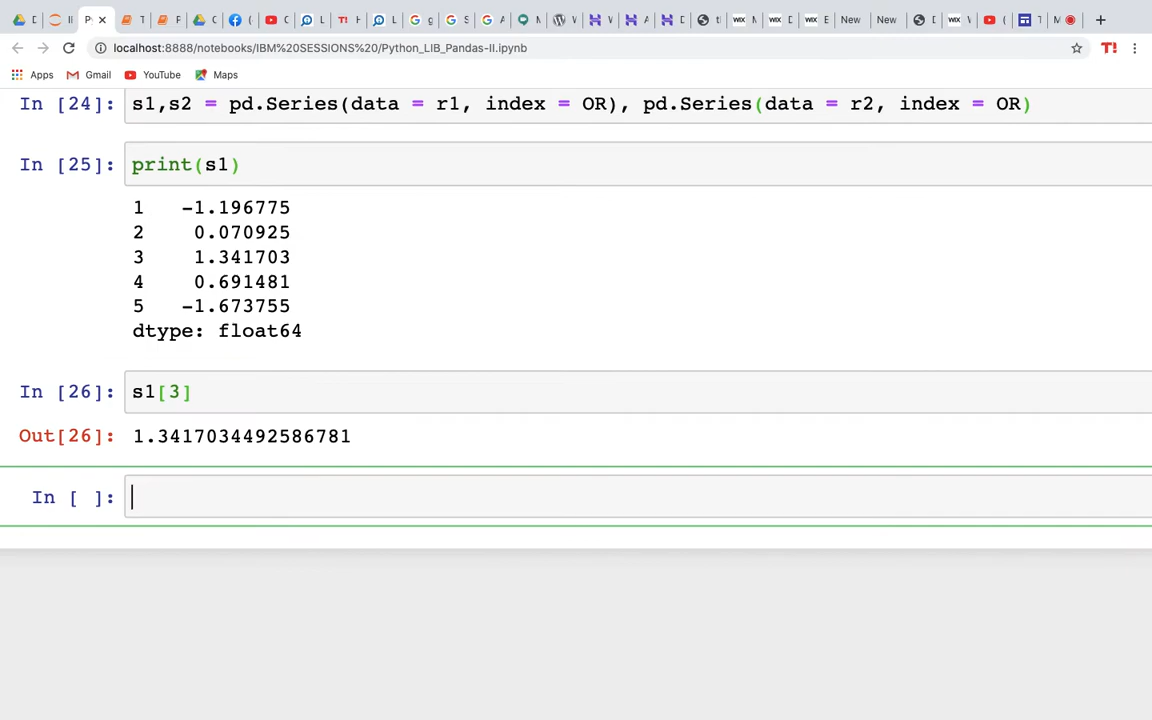 localhost:8888/notebooks/IBM%20SESSIONS%20/Python_LIB_Pandas-II.ipynb
Apps Gmail YouTube Maps
In [24]: s1,s2 = pd.Series(data = r1, index = OR), pd.Series(data = r2, index = OR)
In [25]: print(s1)
1 -1.196775
2 0.070925
3 1.341703
4 0.691481
5 -1.673755
dtype: float64
In [26]: s1[3]
Out[26]: 1.3417034492586781
In [ ]: